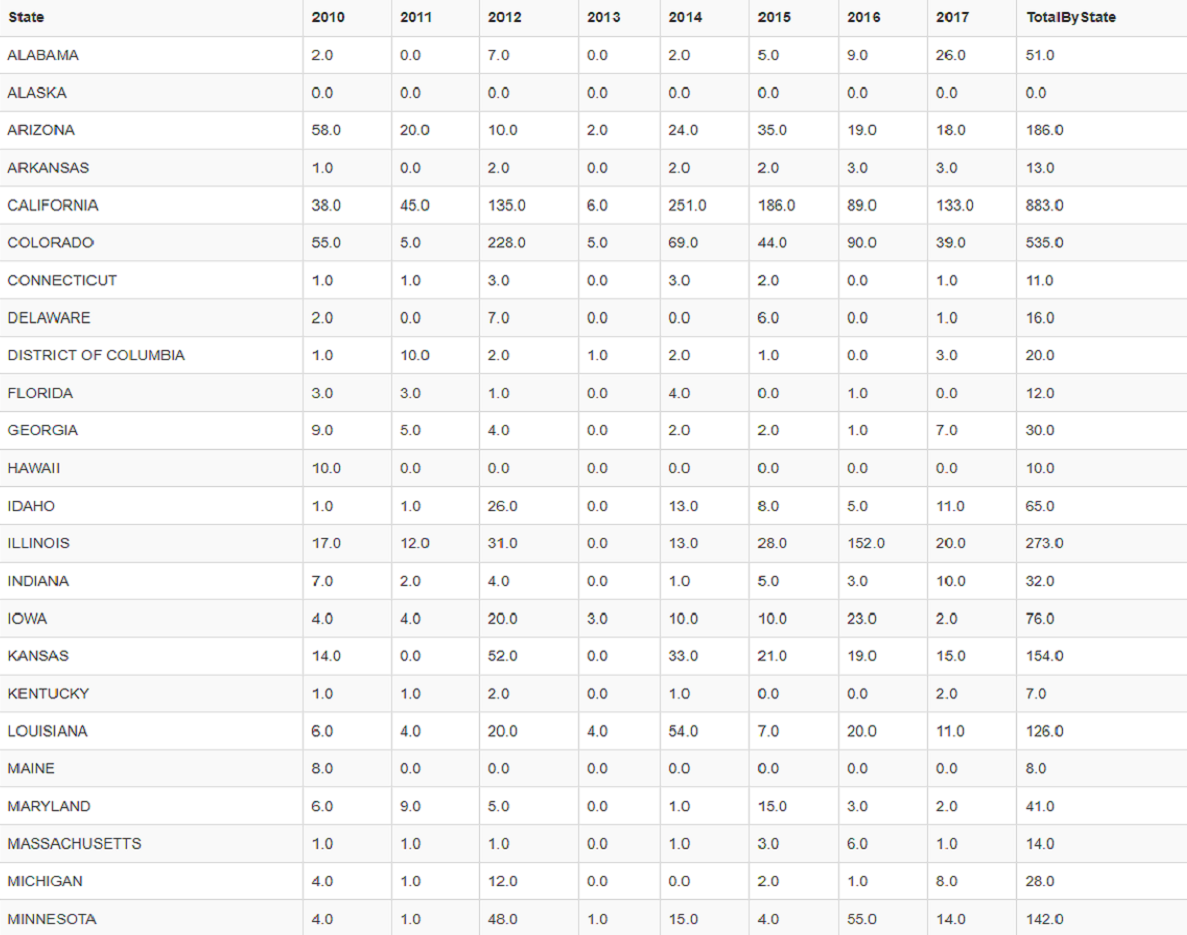 State 2010 2011 2012 2013 2014 2015 2016 2017 TotalByState
ALABAMA 2.0 0.0 7.0 0.0 2.0 5.0 9.0 26.0 51.0
ALASKA 0.0 0.0 0.0 0.0 0.0 0.0 0.0 0.0 0.0
ARIZONA 58.0 20.0 10.0 2.0 24.0 35.0 19.0 18.0 186.0
ARKANSAS 1.0 0.0 2.0 0.0 2.0 2.0 3.0 3.0 13.0
CALIFORNIA 38.0 45.0 135.0 6.0 251.0 186.0 89.0 133.0 883.0
COLORADO 55.0 5.0 228.0 5.0 69.0 44.0 90.0 39.0 535.0
CONNECTICUT 1.0 1.0 3.0 0.0 3.0 2.0 0.0 1.0 11.0
DELAWARE 2.0 0.0 7.0 0.0 0.0 6.0 0.0 1.0 16.0
DISTRICT OF COLUMBIA 1.0 10.0 2.0 1.0 2.0 1.0 0.0 3.0 20.0
FLORIDA 3.0 3.0 1.0 0.0 4.0 0.0 1.0 0.0 12.0
GEORGIA 9.0 5.0 4.0 0.0 2.0 2.0 1.0 7.0 30.0
HAWAII 10.0 0.0 0.0 0.0 0.0 0.0 0.0 0.0 10.0
IDAHO 1.0 1.0 26.0 0.0 13.0 8.0 5.0 11.0 65.0
ILLINOIS 17.0 12.0 31.0 0.0 13.0 28.0 152.0 20.0 273.0
INDIANA 7.0 2.0 4.0 0.0 1.0 5.0 3.0 10.0 32.0
IOWA 4.0 4.0 20.0 3.0 10.0 10.0 23.0 2.0 76.0
KANSAS 14.0 0.0 52.0 0.0 33.0 21.0 19.0 15.0 154.0
KENTUCKY 1.0 1.0 2.0 0.0 1.0 0.0 0.0 2.0 7.0
LOUISIANA 6.0 4.0 20.0 4.0 54.0 7.0 20.0 11.0 126.0
MAINE 8.0 0.0 0.0 0.0 0.0 0.0 0.0 0.0 8.0
MARYLAND 6.0 9.0 5.0 0.0 1.0 15.0 3.0 2.0 41.0
MASSACHUSETTS 1.0 1.0 1.0 0.0 1.0 3.0 6.0 1.0 14.0
MICHIGAN 4.0 1.0 12.0 0.0 0.0 2.0 1.0 8.0 28.0
MINNESOTA 4.0 1.0 48.0 1.0 15.0 4.0 55.0 14.0 142.0